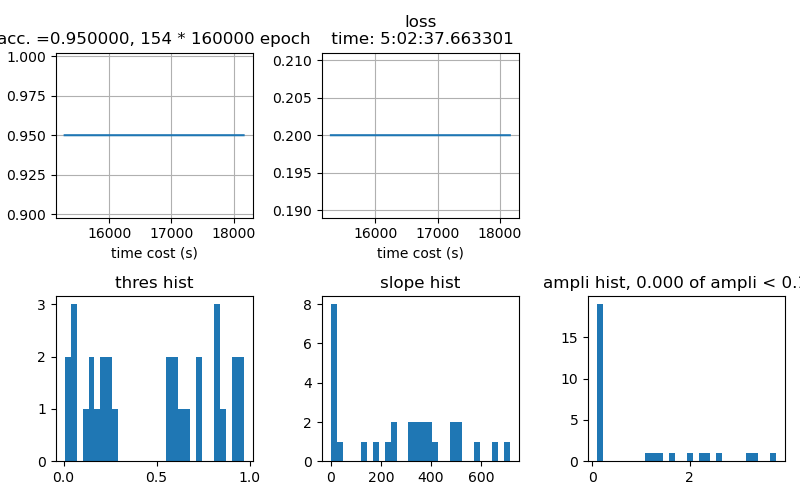 loss
acc. =0.950000, 154 * 160000 epoch
time: 5:02:37.663301
1.000
0.975
0.950
0.925
0.900
16000 17000 18000
time cost (s)
0.210
0.205
0.200
0.195
0.190
16000 17000 18000
time cost (s)
thres hist
3
2
1
0
0.0 0.5 1.0
slope hist
8
6
4
2
0
0 200 400 600
ampli hist, 0.000 of ampli < 0.
15
10
5
0
0 2